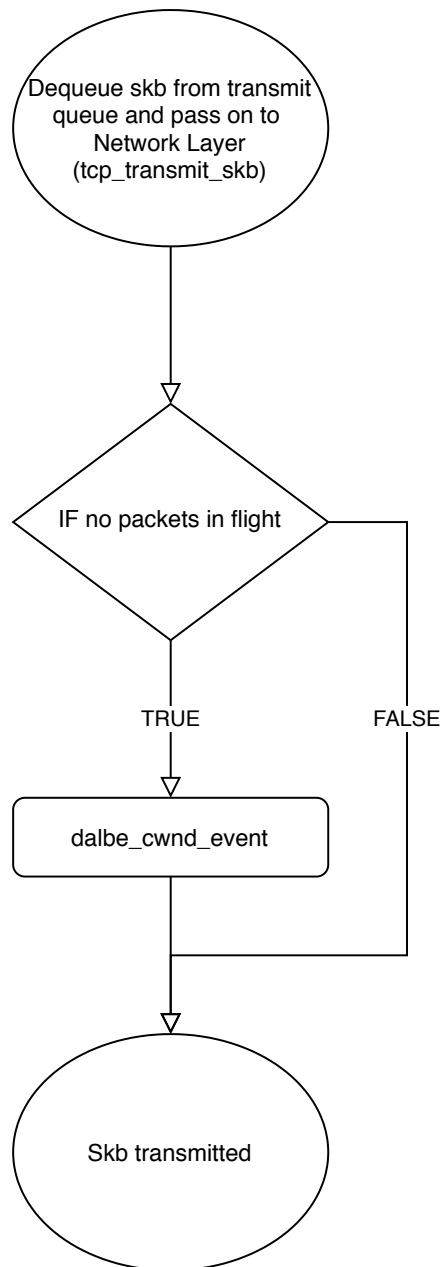 Dequeue skb from transmit
queue and pass on to
Network Layer
(tcp_transmit_skb)
IF no packets in flight
TRUE
FALSE
dalbe_cwnd_event
Skb transmitted